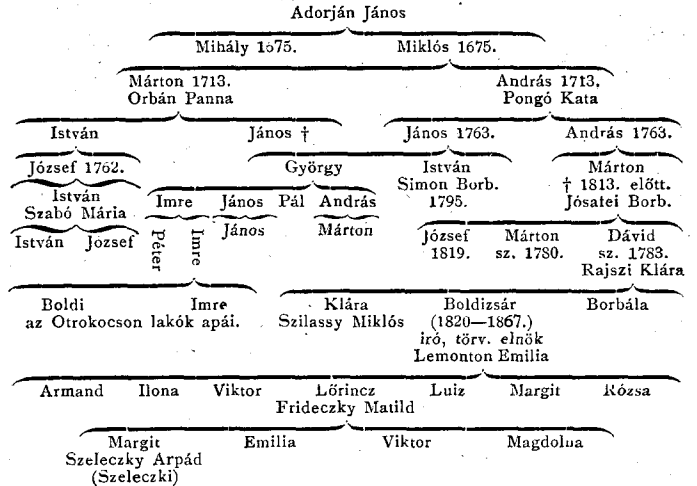 Adorján János
Mihály 1675. Miklós 1675.
Márton 1713. András 1713.
Orbán Panna Pongó Kata
István János † János 1763. András 1763.
József 1762. György István Márton
Simon Borb. † 1813. előtt.
István Imre János Pál András 1795. Jósatei Borb.
Szabó Mária
István József Péter Imre János Márton József Márton Dávid
1819. sz. 1780. sz. 1783.
Rajszi Klára
Boldi Imre Klára Boldizsár Borbála
az Otrokocson lakók apái. Szilassy Miklós (1820—1867.)
iró, törv. elnök
Lemonton Emilia
Armand Ilona Viktor Lőrincz Luiz Margit Rózsa
Frideczky Matild
Margit Emilia Viktor Magdolna
Szeleczky Arpád
(Szeleczki)